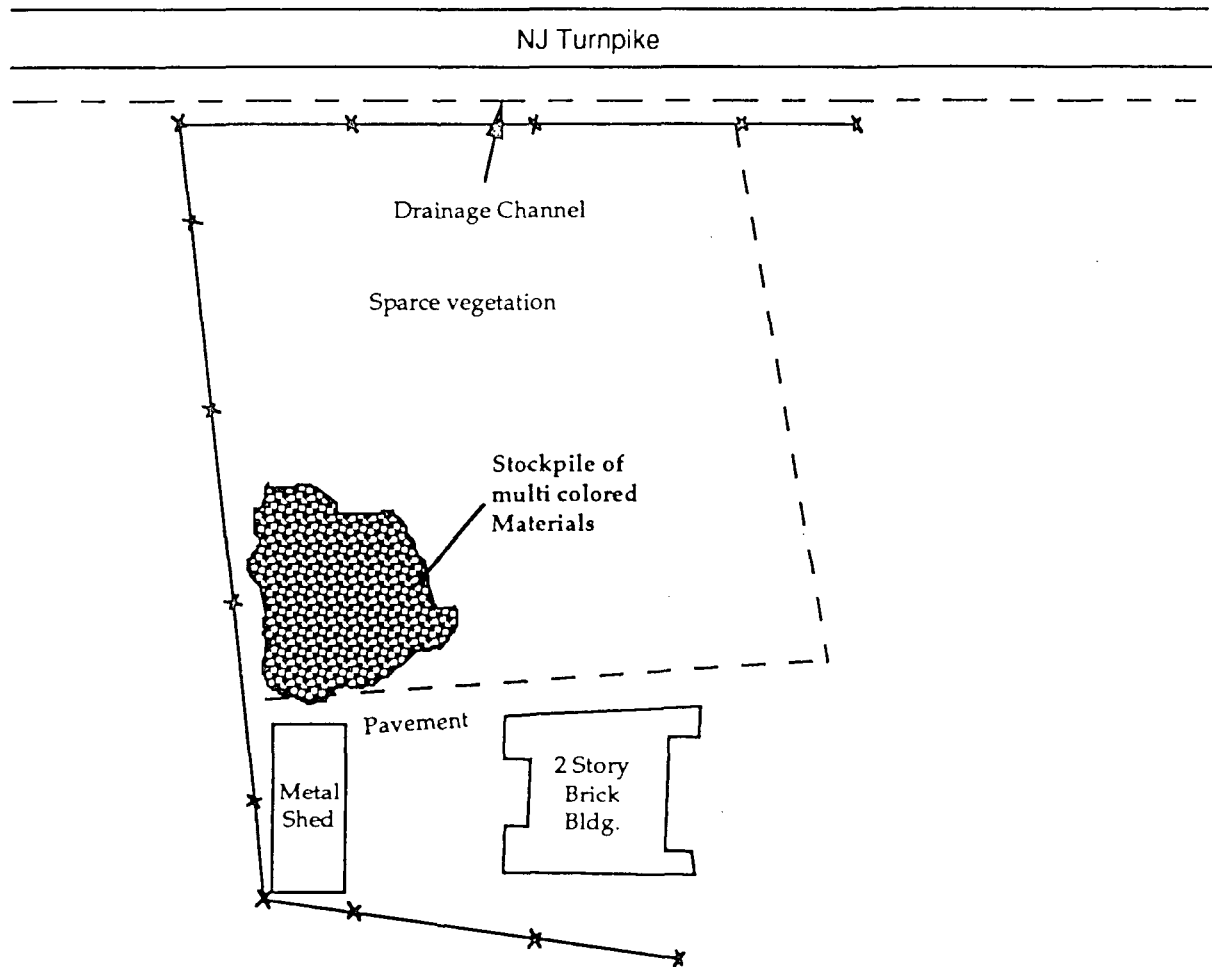 NJ Turnpike
Drainage Channel
Sparce vegetation
Stockpile of
multi colored
Materials
Pavement
Metal
Shed
2 Story
Brick
Bldg.